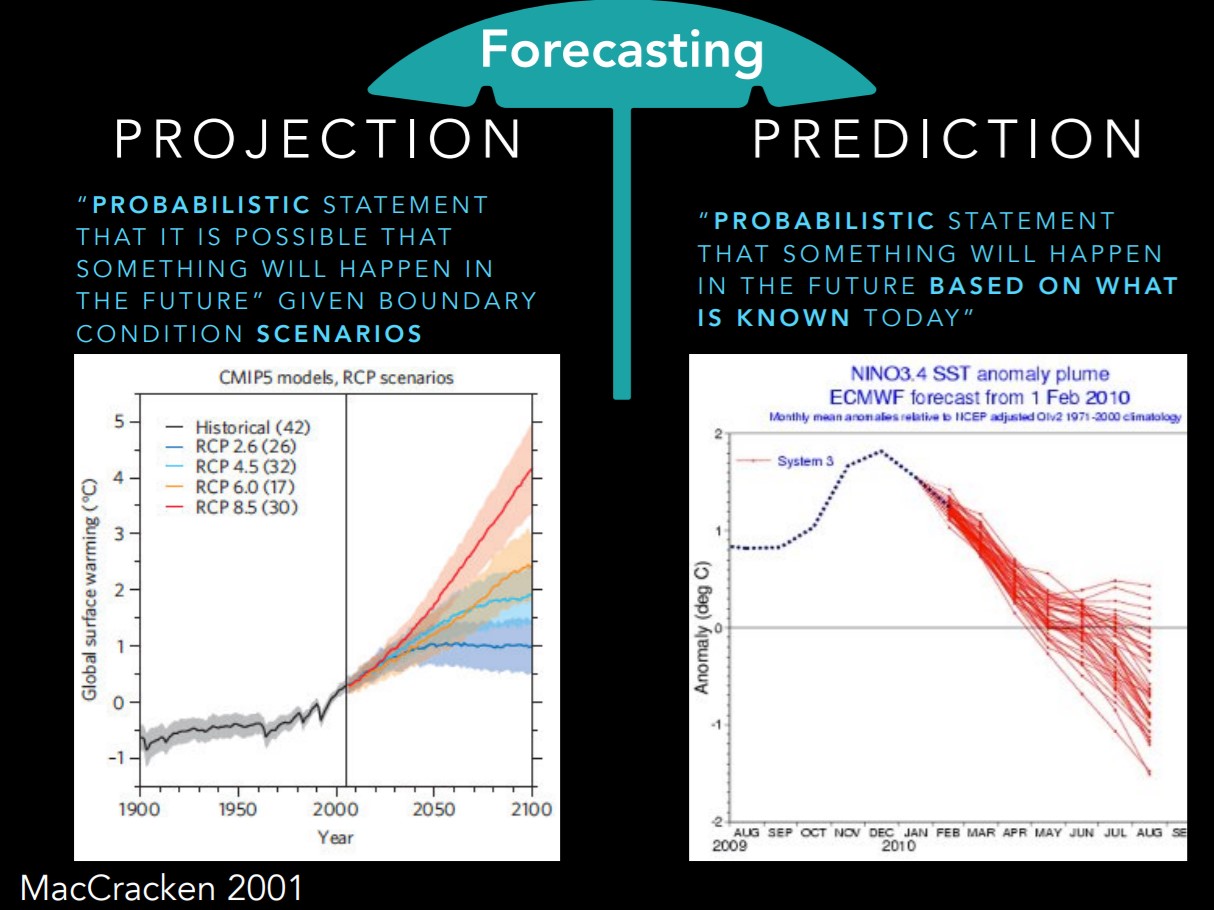 Forecasting
PROJECTION
“PROBABILISTIC STATEMENT
THAT IT IS POSSIBLE THAT
SOMETHING WILL HAPPEN IN
THE FUTURE” GIVEN BOUNDARY
CONDITION SCENARIOS
CMIP5 models, RCP scenarios
Historical (42)
RCP 2.6 (26)
RCP 4.5 (32)
RCP 6.0 (17)
RCP 8.5 (30)
Global surface warming (°C)
5
4
3
2
1
0
-1
1900 1950 2000 2050 2100
Year
PREDICTION
“PROBABILISTIC STATEMENT
THAT SOMETHING WILL HAPPEN
IN THE FUTURE BASED ON WHAT
IS KNOWN TODAY”
NINO3.4 SST anomaly plume
ECMWF forecast from 1 Feb 2010
Monthly mean anomalies relative to NCEP adjusted OIv2 1971-2000 climatology
System 3
Anomaly (deg C)
2
1
0
-1
-2
AUG SEP OCT NOV DEC JAN FEB MAR APR MAY JUN JUL AUG SE
2009 2010
MacCracken 2001